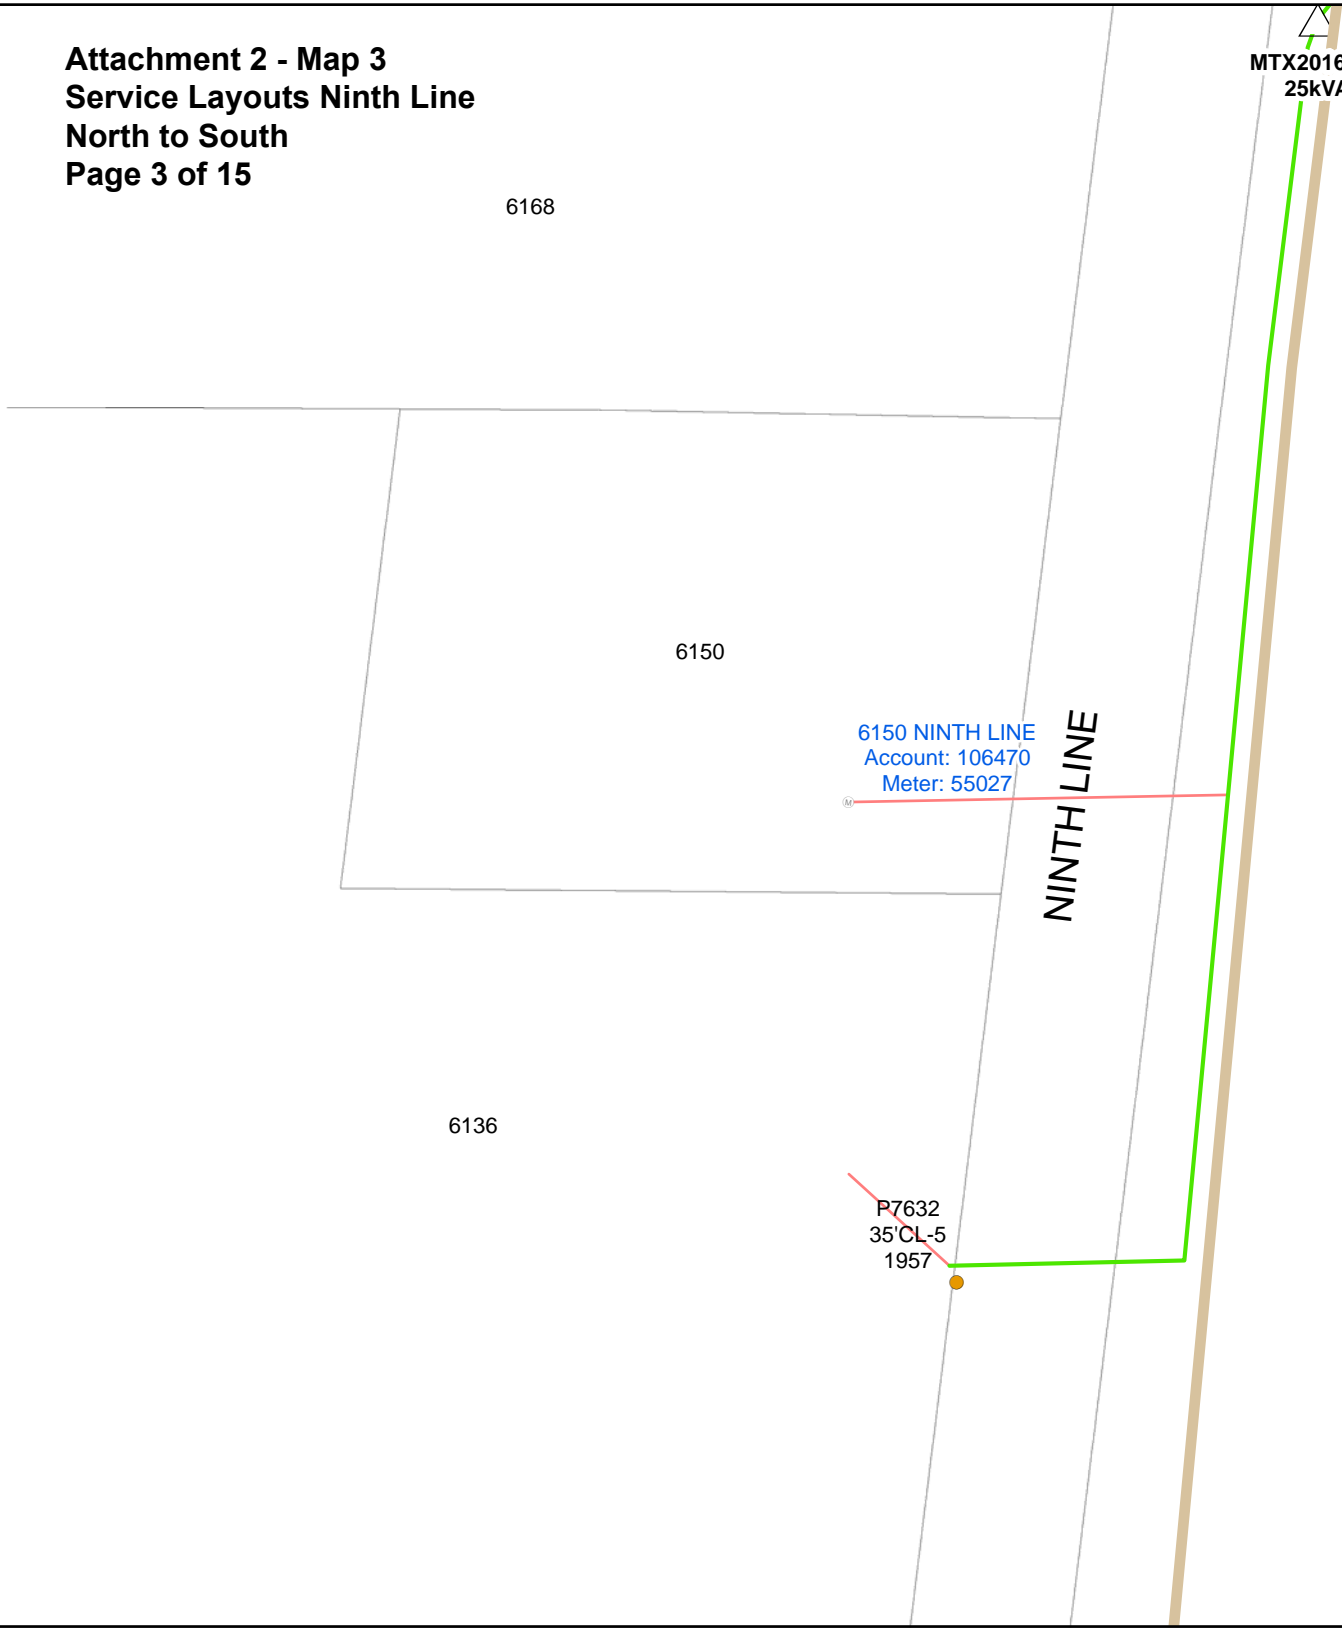 Attachment 2 - Map 3
Service Layouts Ninth Line
North to South
Page 3 of 15
MTX2016
25kVA
6168
6150
6150 NINTH LINE
Account: 106470
Meter: 55027
M
NINTH LINE
6136
P7632
35'CL-5
1957